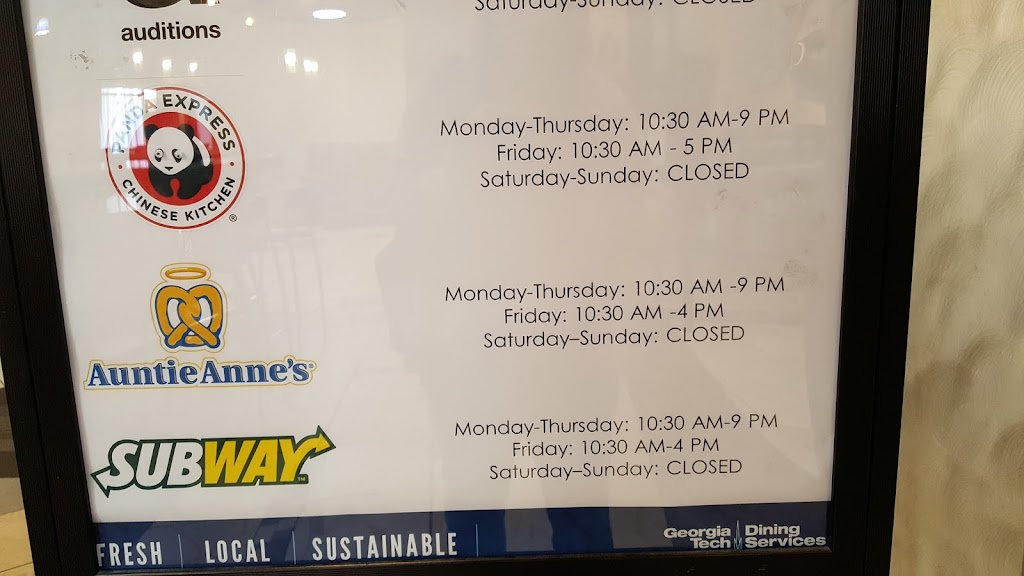 Saturday-Sunday: CLOSED
auditions
PANDA EXPRESS
CHINESE KITCHEN
®
Monday-Thursday: 10:30 AM-9 PM
Friday: 10:30 AM - 5 PM
Saturday-Sunday: CLOSED
Auntie Anne's®
Monday-Thursday: 10:30 AM -9 PM
Friday: 10:30 AM -4 PM
Saturday–Sunday: CLOSED
SUBWAY™
Monday-Thursday: 10:30 AM-9 PM
Friday: 10:30 AM-4 PM
Saturday–Sunday: CLOSED
FRESH | LOCAL | SUSTAINABLE |
Georgia Tech
Dining Services